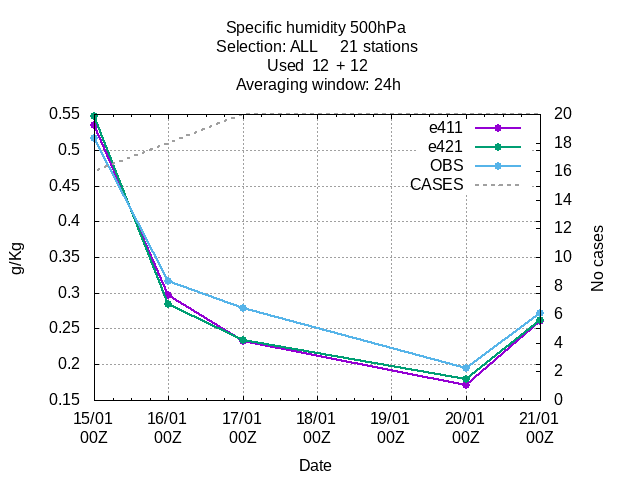 Specific humidity 500hPa
Selection: ALL 21 stations
Used 12 + 12
Averaging window: 24h
0.55
0.5
0.45
0.4
0.35
0.3
0.25
0.2
0.15
g/Kg
e411
e421
OBS
CASES
20
18
16
14
12
10
8
6
4
2
0
No cases
15/01 16/01 17/01 18/01 19/01 20/01 21/01
00Z 00Z 00Z 00Z 00Z 00Z 00Z
Date